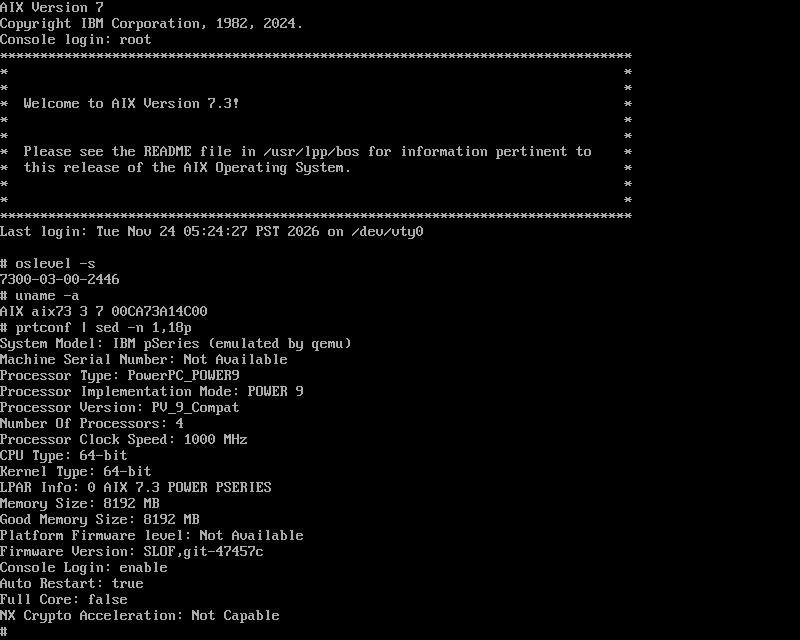 AIX Version 7
Copyright IBM Corporation, 1982, 2024.
Console login: root
*******************************************************************************
*                                                                             *
*                                                                             *
*  Welcome to AIX Version 7.3!                                                *
*                                                                             *
*                                                                             *
*  Please see the README file in /usr/lpp/bos for information pertinent to    *
*  this release of the AIX Operating System.                                  *
*                                                                             *
*                                                                             *
*******************************************************************************
Last login: Tue Nov 24 05:24:27 PST 2026 on /dev/vty0

# oslevel -s
7300-03-00-2446
# uname -a
AIX aix73 3 7 00CA73A14C00
# prtconf | sed -n 1,18p
System Model: IBM pSeries (emulated by qemu)
Machine Serial Number: Not Available
Processor Type: PowerPC_POWER9
Processor Implementation Mode: POWER 9
Processor Version: PV_9_Compat
Number Of Processors: 4
Processor Clock Speed: 1000 MHz
CPU Type: 64-bit
Kernel Type: 64-bit
LPAR Info: 0 AIX 7.3 POWER PSERIES
Memory Size: 8192 MB
Good Memory Size: 8192 MB
Platform Firmware level: Not Available
Firmware Version: SLOF,git-47457c
Console Login: enable
Auto Restart: true
Full Core: false
NX Crypto Acceleration: Not Capable
#